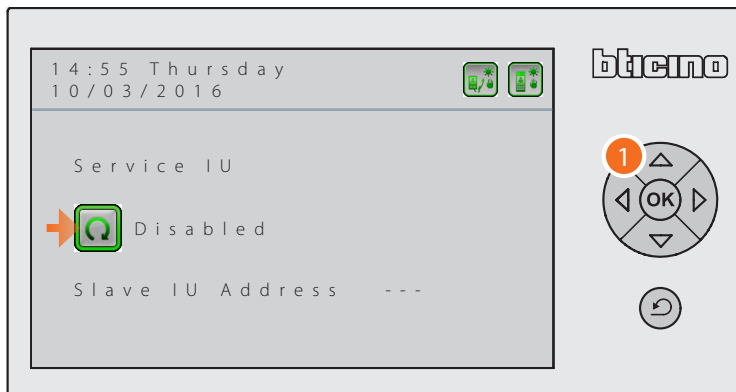 14:55 Thursday
10/03/2016
bticino
Service IU
Disabled
Slave IU Address ---
1
OK